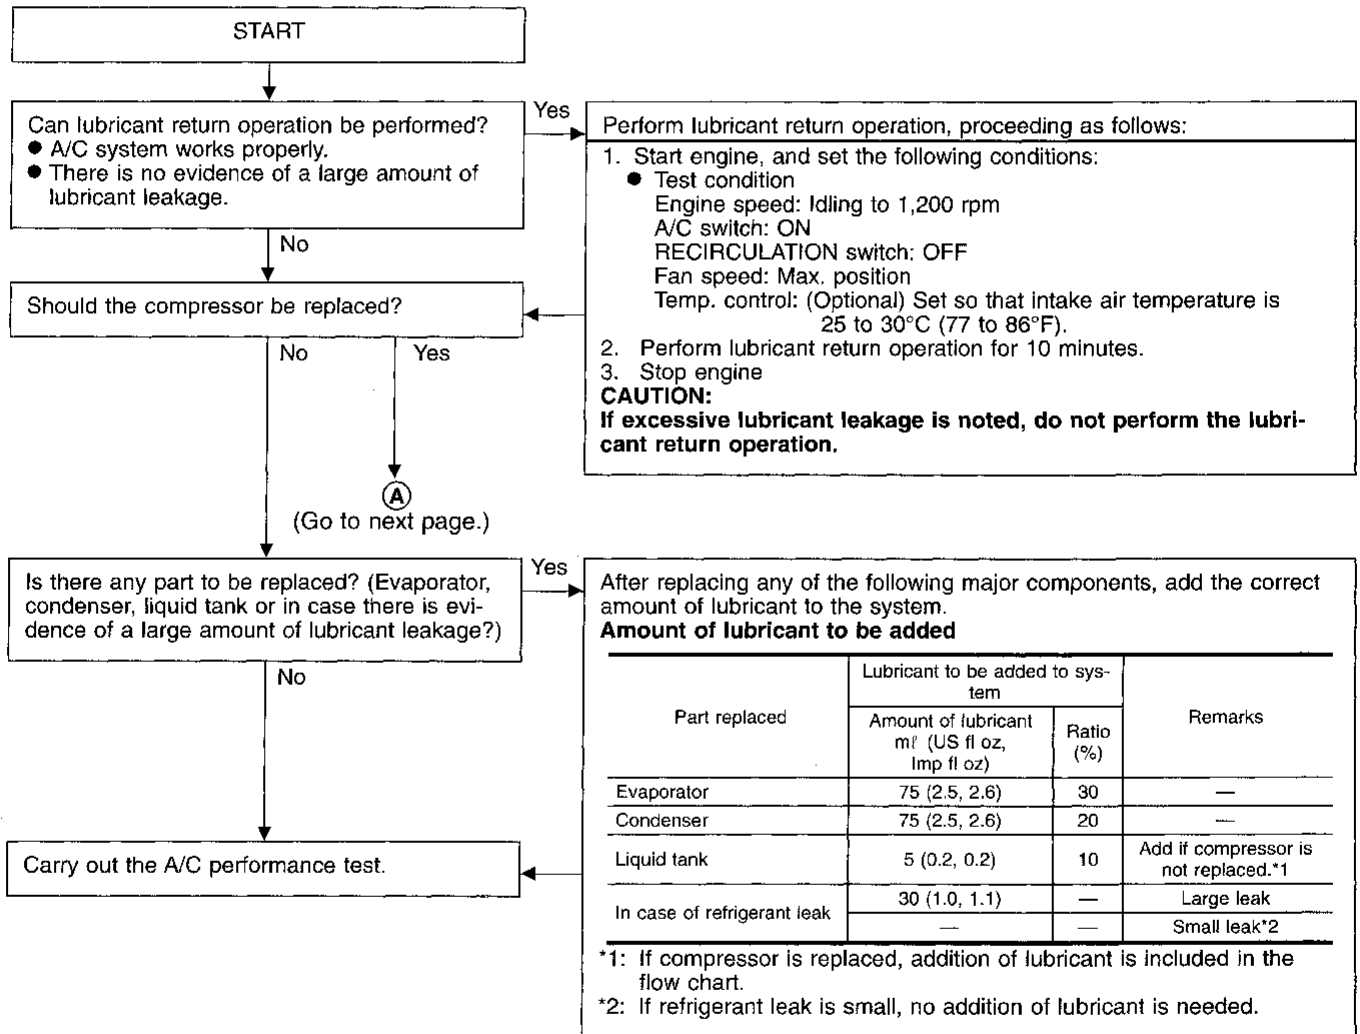 START
Can lubricant return operation be performed?
● A/C system works properly.
● There is no evidence of a large amount of
lubricant leakage.
Yes
No
Perform lubricant return operation, proceeding as follows:
1. Start engine, and set the following conditions:
● Test condition
Engine speed: Idling to 1,200 rpm
A/C switch: ON
RECIRCULATION switch: OFF
Fan speed: Max. position
Temp. control: (Optional) Set so that intake air temperature is
25 to 30°C (77 to 86°F).
2. Perform lubricant return operation for 10 minutes.
3. Stop engine
CAUTION:
If excessive lubricant leakage is noted, do not perform the lubri-
cant return operation.
Should the compressor be replaced?
No
Yes
A
(Go to next page.)
Is there any part to be replaced? (Evaporator,
condenser, liquid tank or in case there is evi-
dence of a large amount of lubricant leakage?)
Yes
No
After replacing any of the following major components, add the correct
amount of lubricant to the system.
Amount of lubricant to be added
Part replaced
Lubricant to be added to sys-
tem
Amount of lubricant
mℓ (US fl oz,
Imp fl oz)
Ratio
(%)
Remarks
Evaporator 75 (2.5, 2.6) 30 —
Condenser 75 (2.5, 2.6) 20 —
Liquid tank 5 (0.2, 0.2) 10 Add if compressor is
not replaced.*1
In case of refrigerant leak
30 (1.0, 1.1) — Large leak
— — Small leak*2
*1: If compressor is replaced, addition of lubricant is included in the
flow chart.
*2: If refrigerant leak is small, no addition of lubricant is needed.
Carry out the A/C performance test.